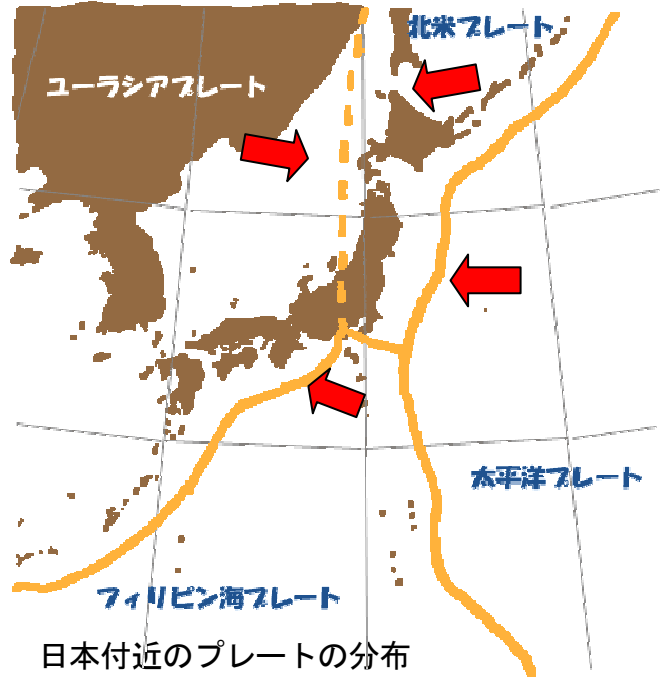 北米プレート
ユーラシアプレート
太平洋プレート
フィリピン海プレート
日本付近のプレートの分布